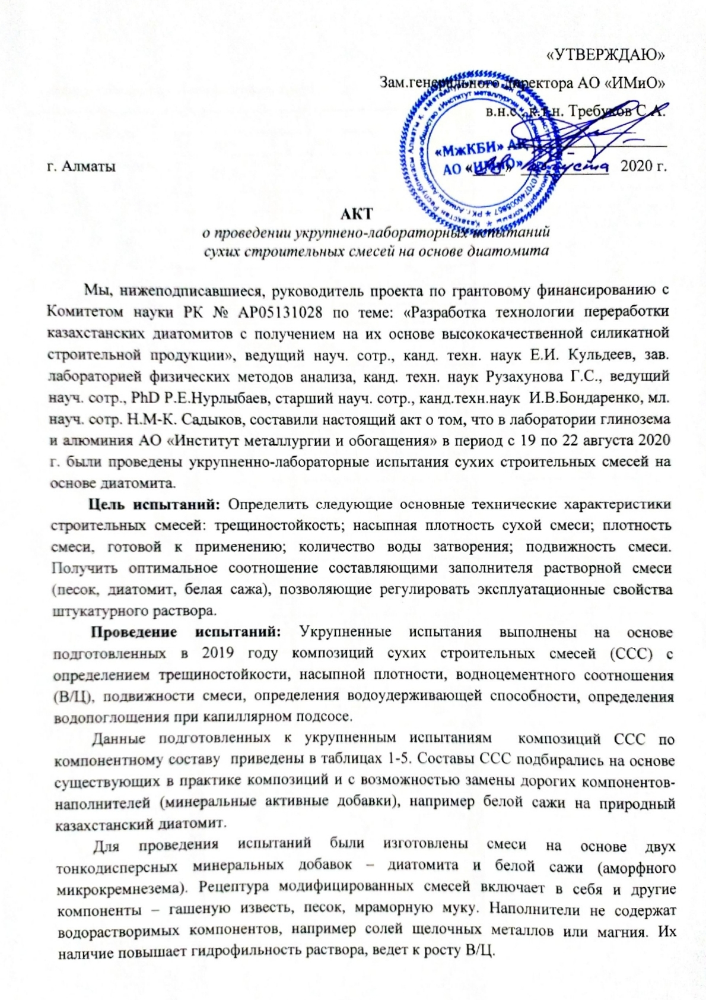 «УТВЕРЖДАЮ»
Зам.генерального директора АО «ИМиО»
в.н.с., к.т.н. Требухов С.А.
«МжКБИ» АҚ
АО «ИМиО»
г. Алматы
« » августа 2020 г.
АКТ
о проведении укрупнено-лабораторных испытаний
сухих строительных смесей на основе диатомита
Мы, нижеподписавшиеся, руководитель проекта по грантовому финансированию с
Комитетом науки РК № АР05131028 по теме: «Разработка технологии переработки
казахстанских диатомитов с получением на их основе высококачественной силикатной
строительной продукции», ведущий науч. сотр., канд. техн. наук Е.И. Кульдеев, зав.
лабораторией физических методов анализа, канд. техн. наук Рузахунова Г.С., ведущий
науч. сотр., PhD Р.Е.Нурлыбаев, старший науч. сотр., канд.техн.наук И.В.Бондаренко, мл.
науч. сотр. Н.М-К. Садыков, составили настоящий акт о том, что в лаборатории глинозема
и алюминия АО «Институт металлургии и обогащения» в период с 19 по 22 августа 2020
г. были проведены укрупненно-лабораторные испытания сухих строительных смесей на
основе диатомита.
Цель испытаний: Определить следующие основные технические характеристики
строительных смесей: трещиностойкость; насыпная плотность сухой смеси; плотность
смеси, готовой к применению; количество воды затворения; подвижность смеси.
Получить оптимальное соотношение составляющими заполнителя растворной смеси
(песок, диатомит, белая сажа), позволяющие регулировать эксплуатационные свойства
штукатурного раствора.
Проведение испытаний: Укрупненные испытания выполнены на основе
подготовленных в 2019 году композиций сухих строительных смесей (ССС) с
определением трещиностойкости, насыпной плотности, водноцементного соотношения
(В/Ц), подвижности смеси, определения водоудерживающей способности, определения
водопоглощения при капиллярном подсосе.
Данные подготовленных к укрупненным испытаниям композиций ССС по
компонентному составу приведены в таблицах 1-5. Составы ССС подбирались на основе
существующих в практике композиций и с возможностью замены дорогих компонентов-
наполнителей (минеральные активные добавки), например белой сажи на природный
казахстанский диатомит.
Для проведения испытаний были изготовлены смеси на основе двух
тонкодисперсных минеральных добавок – диатомита и белой сажи (аморфного
микрокремнезема). Рецептура модифицированных смесей включает в себя и другие
компоненты – гашеную известь, песок, мраморную муку. Наполнители не содержат
водорастворимых компонентов, например солей щелочных металлов или магния. Их
наличие повышает гидрофильность раствора, ведет к росту В/Ц.